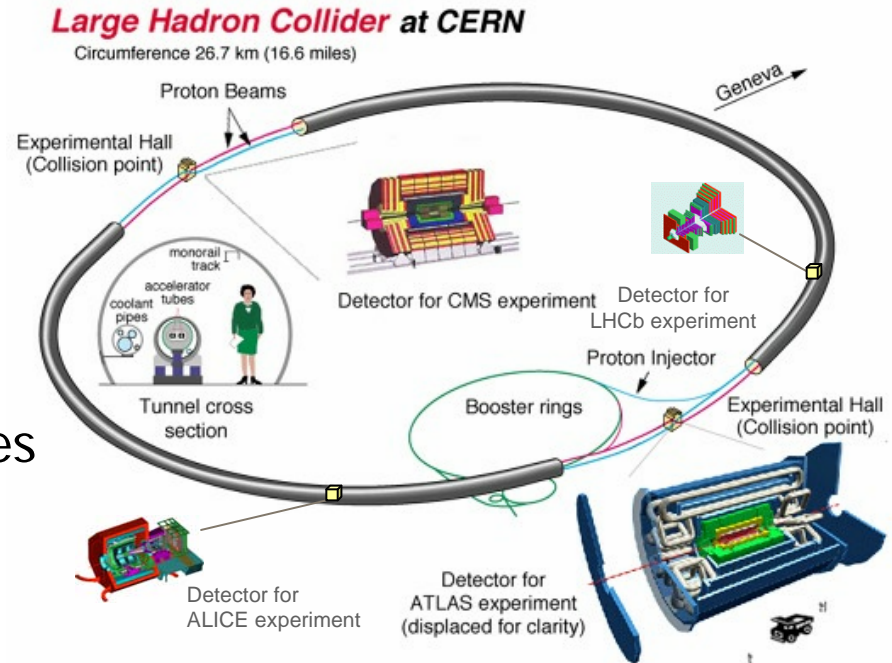 Large Hadron Collider at CERN
Circumference 26.7 km (16.6 miles)
Geneva
Proton Beams
Experimental Hall
(Collision point)
monorail
track
accelerator
tubes
coolant
pipes
Tunnel cross
section
Detector for CMS experiment
Detector for
LHCb experiment
Proton Injector
Booster rings
Experimental Hall
(Collision point)
es
Detector for
ALICE experiment
Detector for
ATLAS experiment
(displaced for clarity)